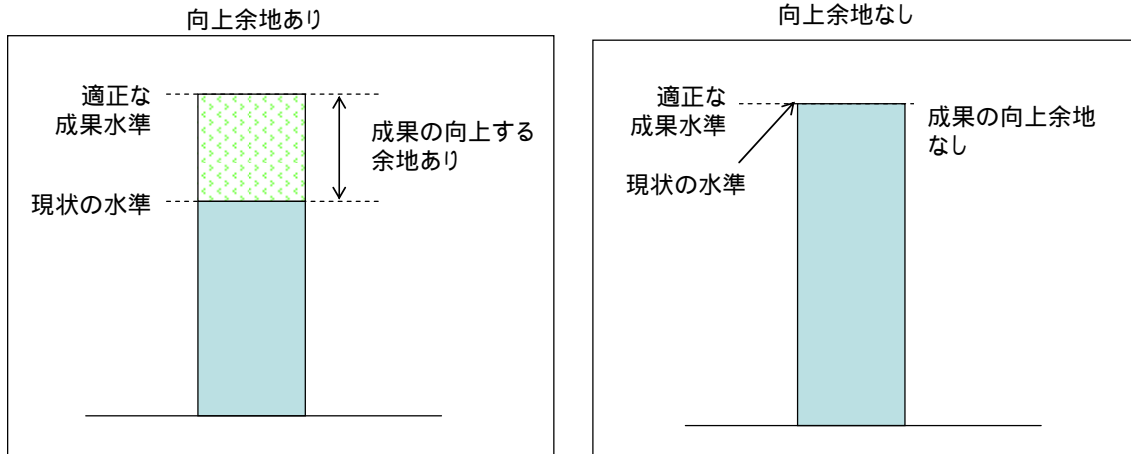 向上余地あり
適正な
成果水準
成果の向上する
余地あり
現状の水準
向上余地なし
適正な
成果水準
成果の向上余地
なし
現状の水準